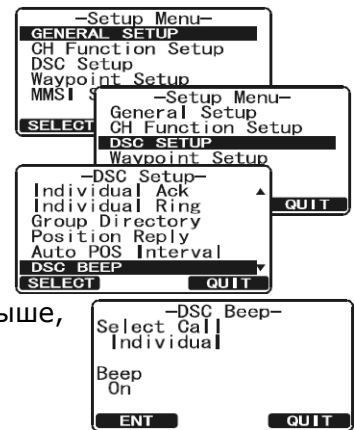 —Setup Menu—
GENERAL SETUP
CH Function Setup
DSC Setup
Waypoint Setup
MMSI
SELECT
—Setup Menu—
General Setup
CH Function Setup
DSC SETUP
Waypoint Setup
QUIT
—DSC Setup—
Individual Ack
Individual Ring
Group Directory
Position Reply
Auto POS Interval
DSC BEEP
SELECT QUIT
ыше,
—DSC Beep—
Select Call
Individual
Beep
On
ENT QUIT